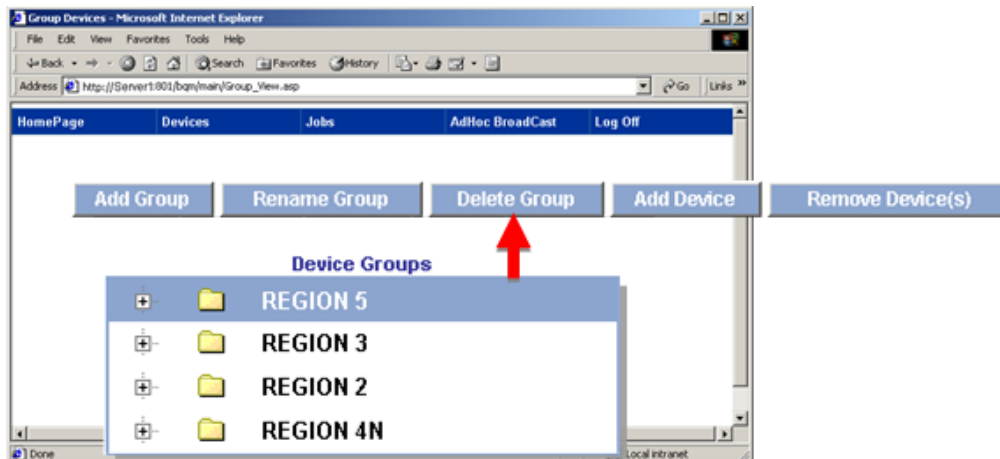 Group Devices - Microsoft Internet Explorer
File Edit View Favorites Tools Help
Back Search Favorites History
Address http://Server1:801/bqm/main/Group_View.asp Go Links »
HomePage Devices Jobs AdHoc BroadCast Log Off
Add Group Rename Group Delete Group Add Device Remove Device(s)
Device Groups
REGION 5
REGION 3
REGION 2
REGION 4N
Done Local intranet